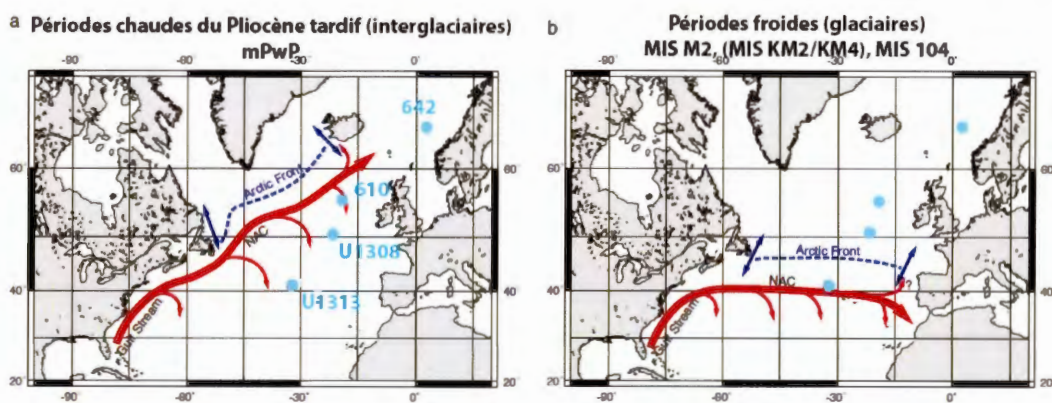 a Périodes chaudes du Pliocène tardif (interglaciaires)
mPwP
-90 -60 -30 0
642
60
Arctic Front
610
NAC
U1308
40
U1313
Gulf Stream
20 20
-90 -60 -30 0
b Périodes froides (glaciaires)
MIS M2, (MIS KM2/KM4), MIS 104
-90 -60 -30 0
60
Arctic Front
40
NAC
?
Gulf Stream
20 20
-90 -60 -30 0